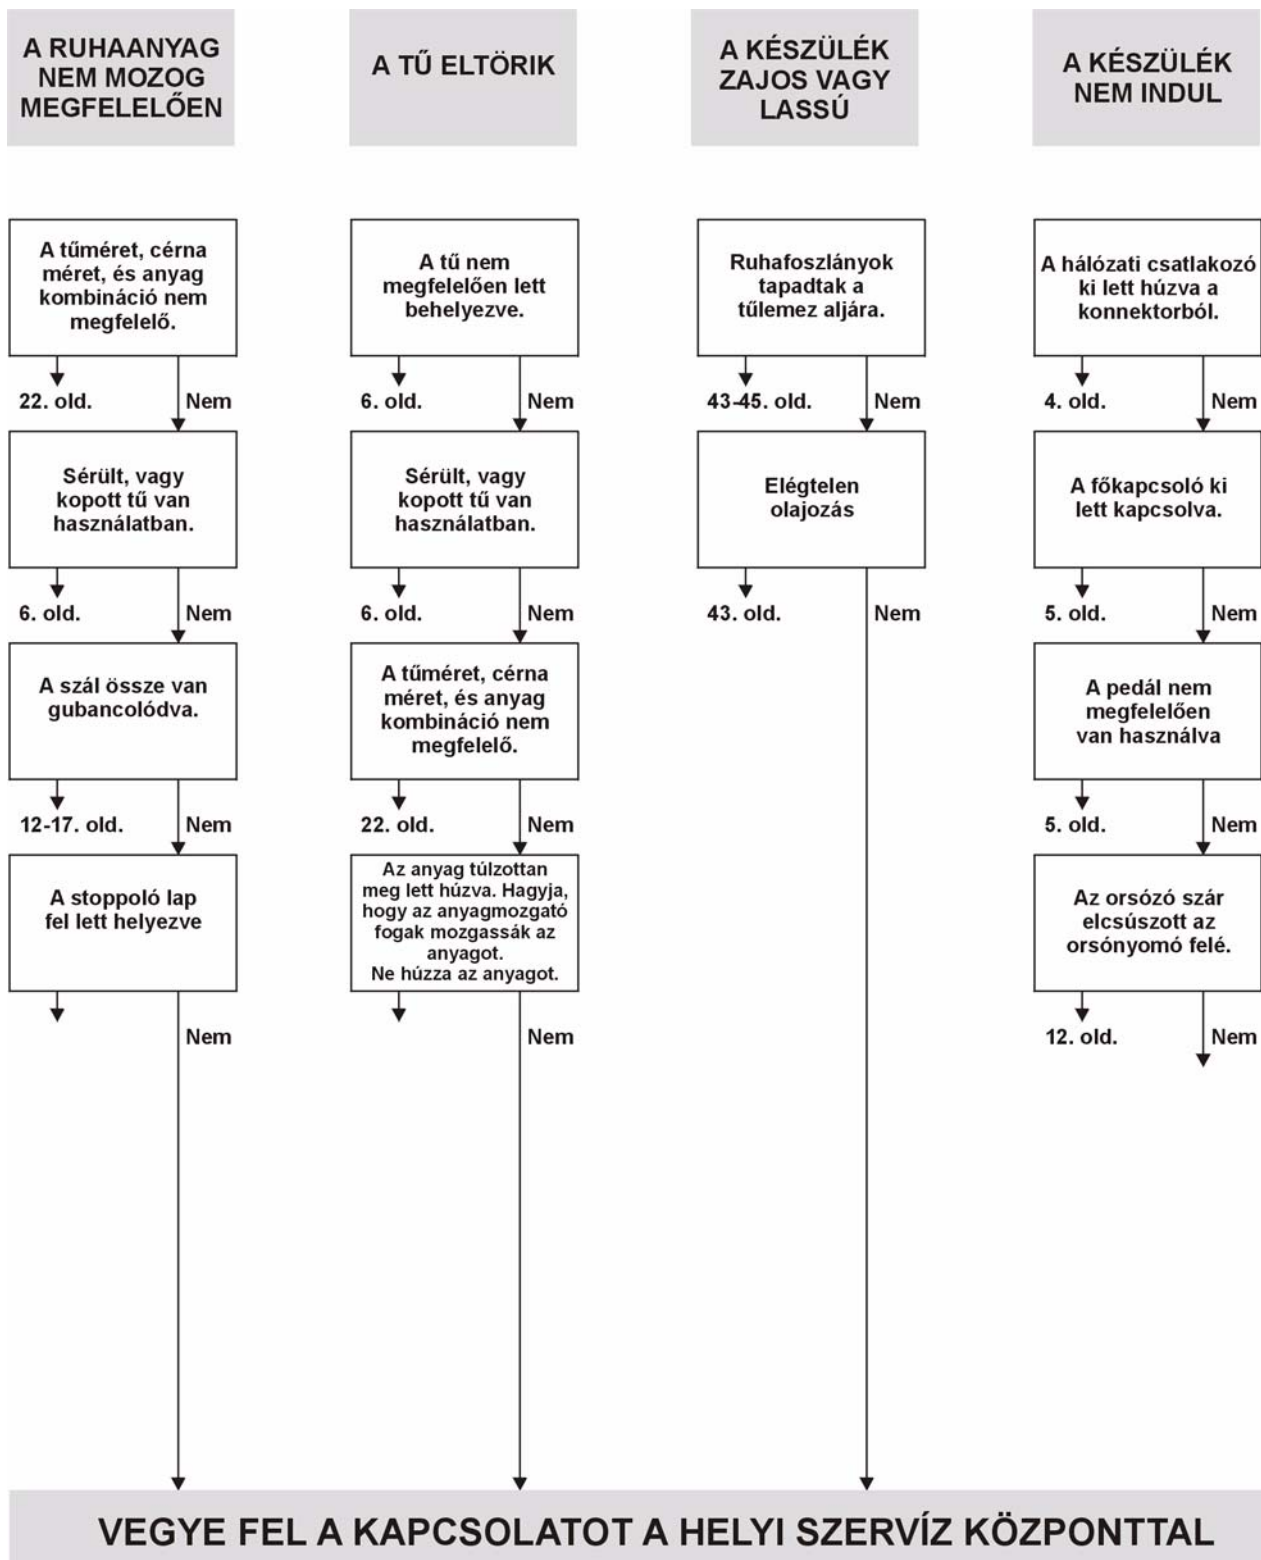 A RUHAANYAG
NEM MOZOG
MEGFELELŐEN
A tűméret, cérna
méret, és anyag
kombináció nem
megfelelő.
22. old.
Nem
Sérült, vagy
kopott tű van
használatban.
6. old.
Nem
A szál össze van
gubancolódva.
12-17. old.
Nem
A stoppoló lap
fel lett helyezve
Nem
A TŰ ELTÖRIK
A tű nem
megfelelően lett
behelyezve.
6. old.
Nem
Sérült, vagy
kopott tű van
használatban.
6. old.
Nem
A tűméret, cérna
méret, és anyag
kombináció nem
megfelelő.
22. old.
Nem
Az anyag túlzottan
meg lett húzva. Hagyja,
hogy az anyagmozgató
fogak mozgassák az
anyagot.
Ne húzza az anyagot.
Nem
A KÉSZÜLÉK
ZAJOS VAGY
LASSÚ
Ruhafoszlányok
tapadtak a
tűlemez aljára.
43-45. old.
Nem
Elégtelen
olajozás
43. old.
Nem
A KÉSZÜLÉK
NEM INDUL
A hálózati csatlakozó
ki lett húzva a
konnektorból.
4. old.
Nem
A főkapcsoló ki
lett kapcsolva.
5. old.
Nem
A pedál nem
megfelelően
van használva
5. old.
Nem
Az orsózó szár
elcsúszott az
orsónyomó felé.
12. old.
Nem
VEGYE FEL A KAPCSOLATOT A HELYI SZERVÍZ KÖZPONTTAL